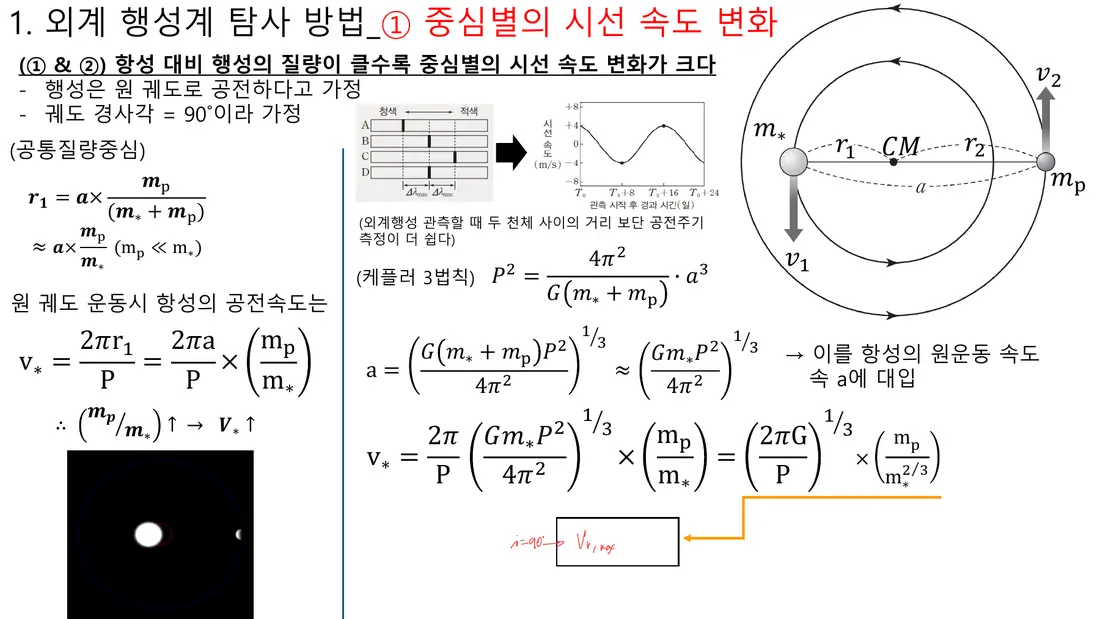 1. 외계 행성계 탐사 방법_① 중심별의 시선 속도 변화
(① & ②) 항성 대비 행성의 질량이 클수록 중심별의 시선 속도 변화가 크다
- 행성은 원 궤도로 공전하다고 가정
- 궤도 경사각 = 90˚이라 가정
(공통질량중심)
r₁ = a× mₚ/(m* + mₚ)
≈ a× mₚ/m* (mₚ ≪ m*)
원 궤도 운동시 항성의 공전속도는
v* = 2πr₁/P = 2πa/P × (mₚ/m*)
∴ (mₚ/m*)↑ → V*↑
청색 적색
A
B
C
D
Δλmax Δλmax
시선 속도 (m/s)
+8
+4
0
−4
−8
T₀ T₀+8 T₀+16 T₀+24
관측 시작 후 경과 시간(일)
(외계행성 관측할 때 두 천체 사이의 거리 보단 공전주기
측정이 더 쉽다)
(케플러 3법칙) P² = 4π²/G(m* + mₚ) · a³
a = (G(m* + mₚ)P²/4π²)^1/3 ≈ (Gm*P²/4π²)^1/3
→ 이를 항성의 원운동 속도
속 a에 대입
v* = 2π/P (Gm*P²/4π²)^1/3 × (mₚ/m*) = (2πG/P)^1/3 × (mₚ/m*^2/3)
i=90° → Vr,max
v₂
m* r₁ CM r₂ mₚ
a
v₁